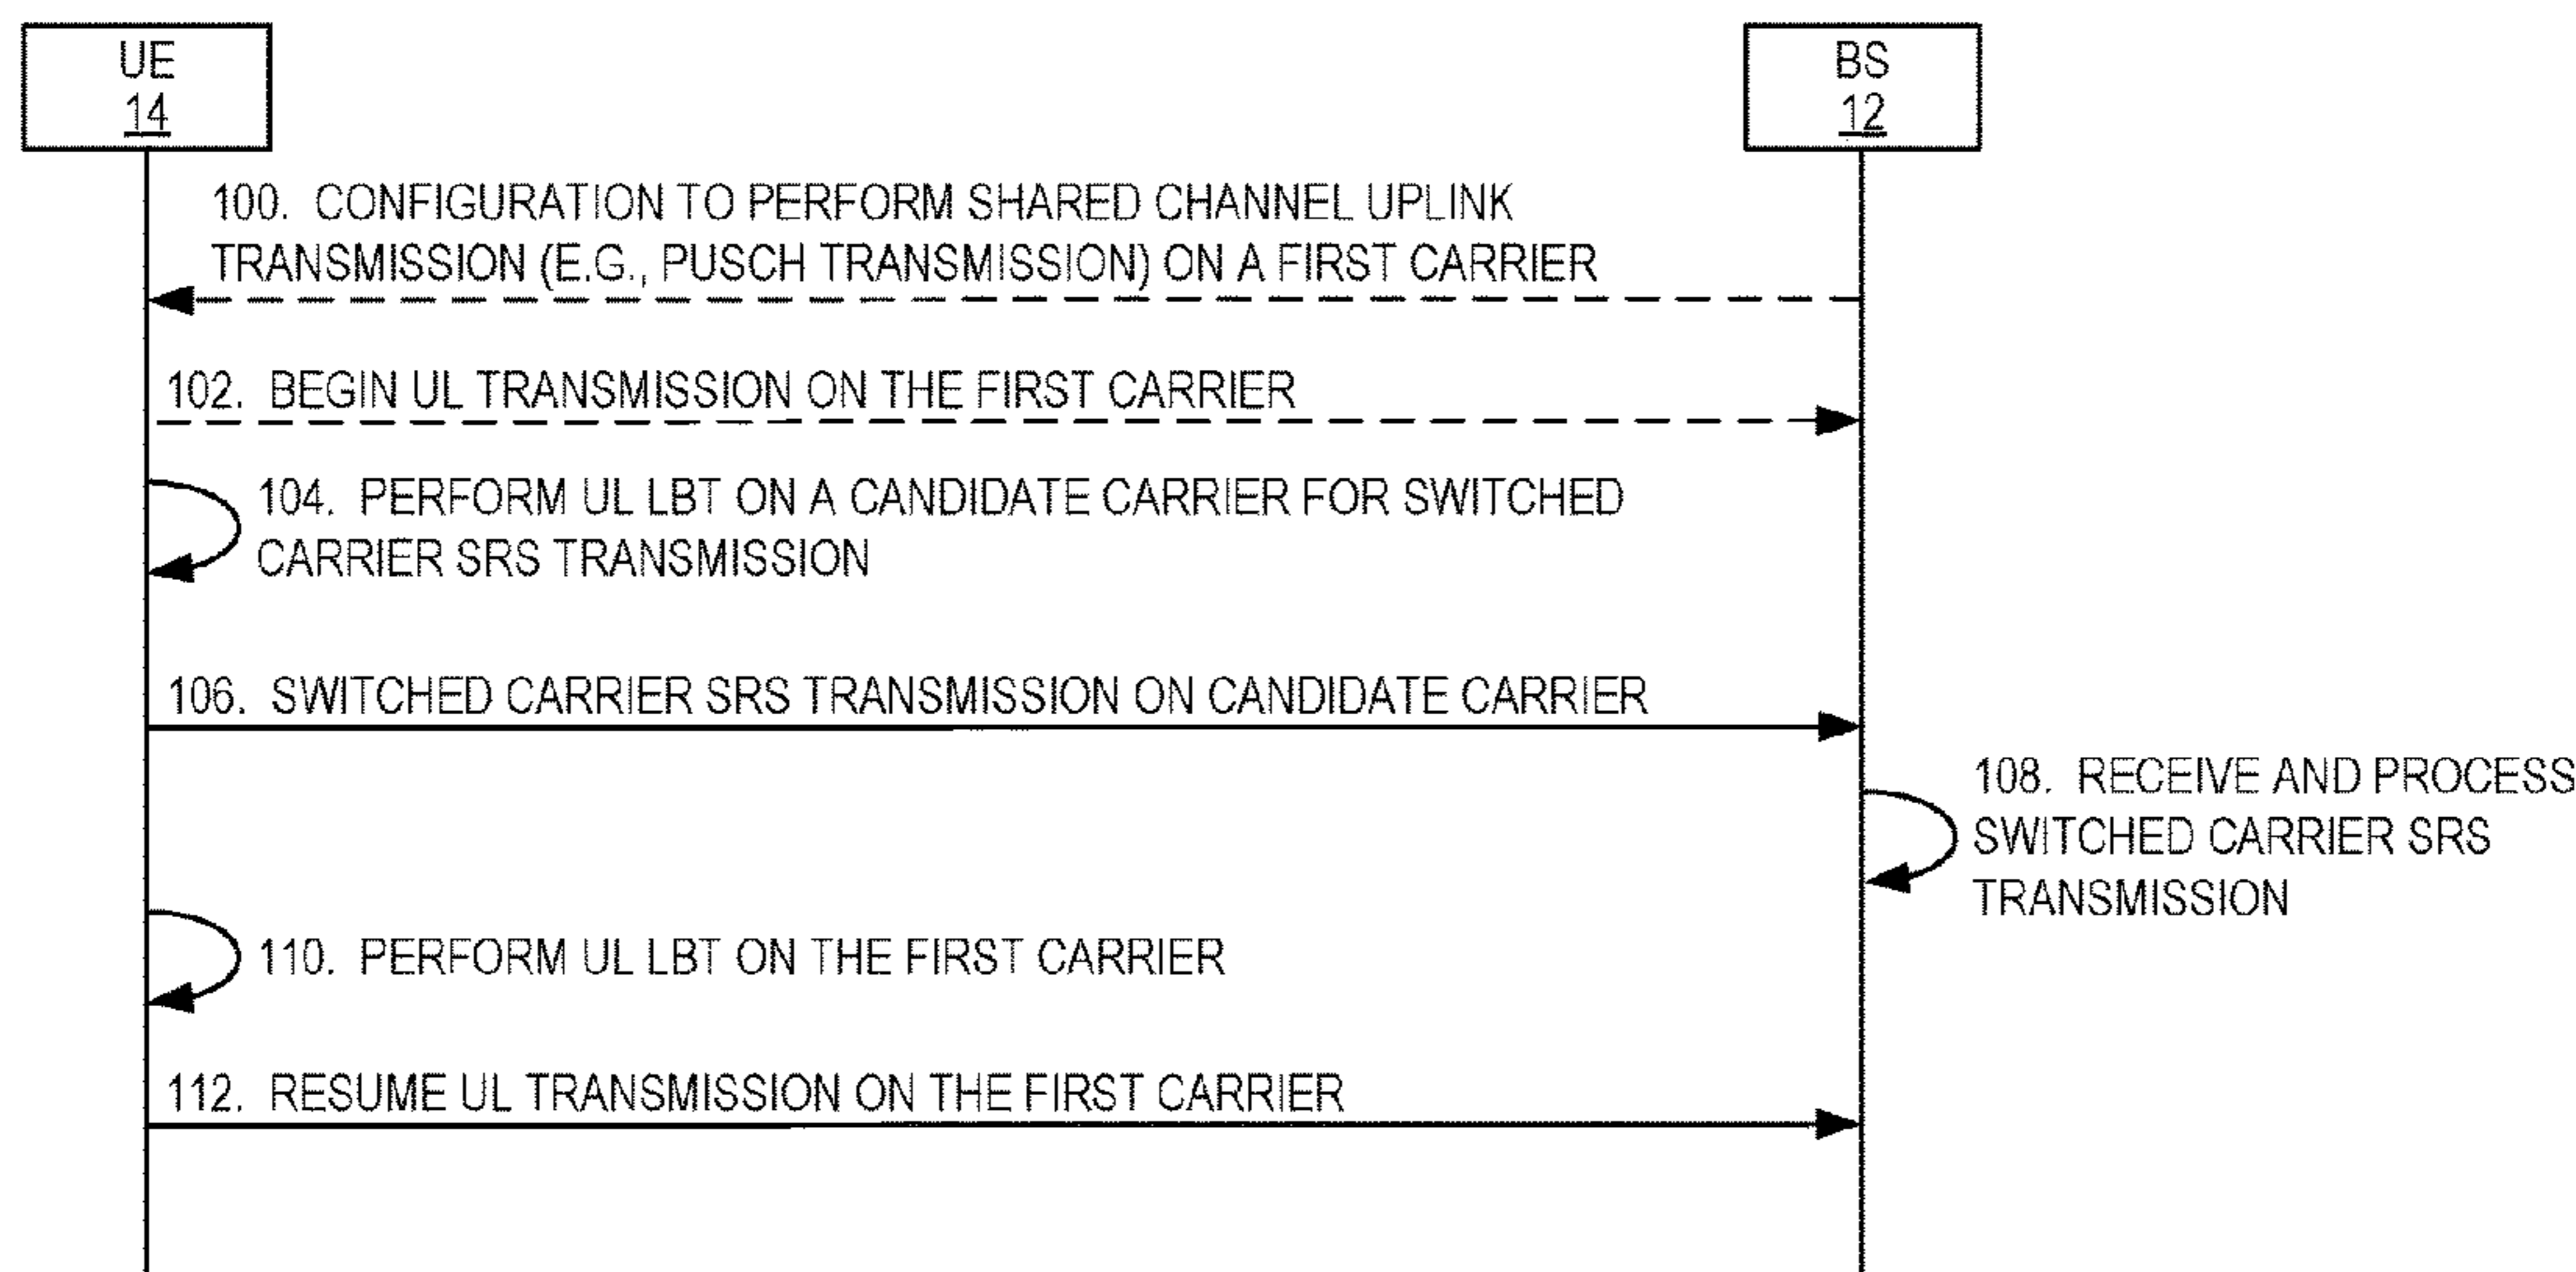 UE
14
BS
12
100. CONFIGURATION TO PERFORM SHARED CHANNEL UPLINK
TRANSMISSION (E.G., PUSCH TRANSMISSION) ON A FIRST CARRIER
102. BEGIN UL TRANSMISSION ON THE FIRST CARRIER
104. PERFORM UL LBT ON A CANDIDATE CARRIER FOR SWITCHED
CARRIER SRS TRANSMISSION
106. SWITCHED CARRIER SRS TRANSMISSION ON CANDIDATE CARRIER
108. RECEIVE AND PROCESS
SWITCHED CARRIER SRS
TRANSMISSION
110. PERFORM UL LBT ON THE FIRST CARRIER
112. RESUME UL TRANSMISSION ON THE FIRST CARRIER